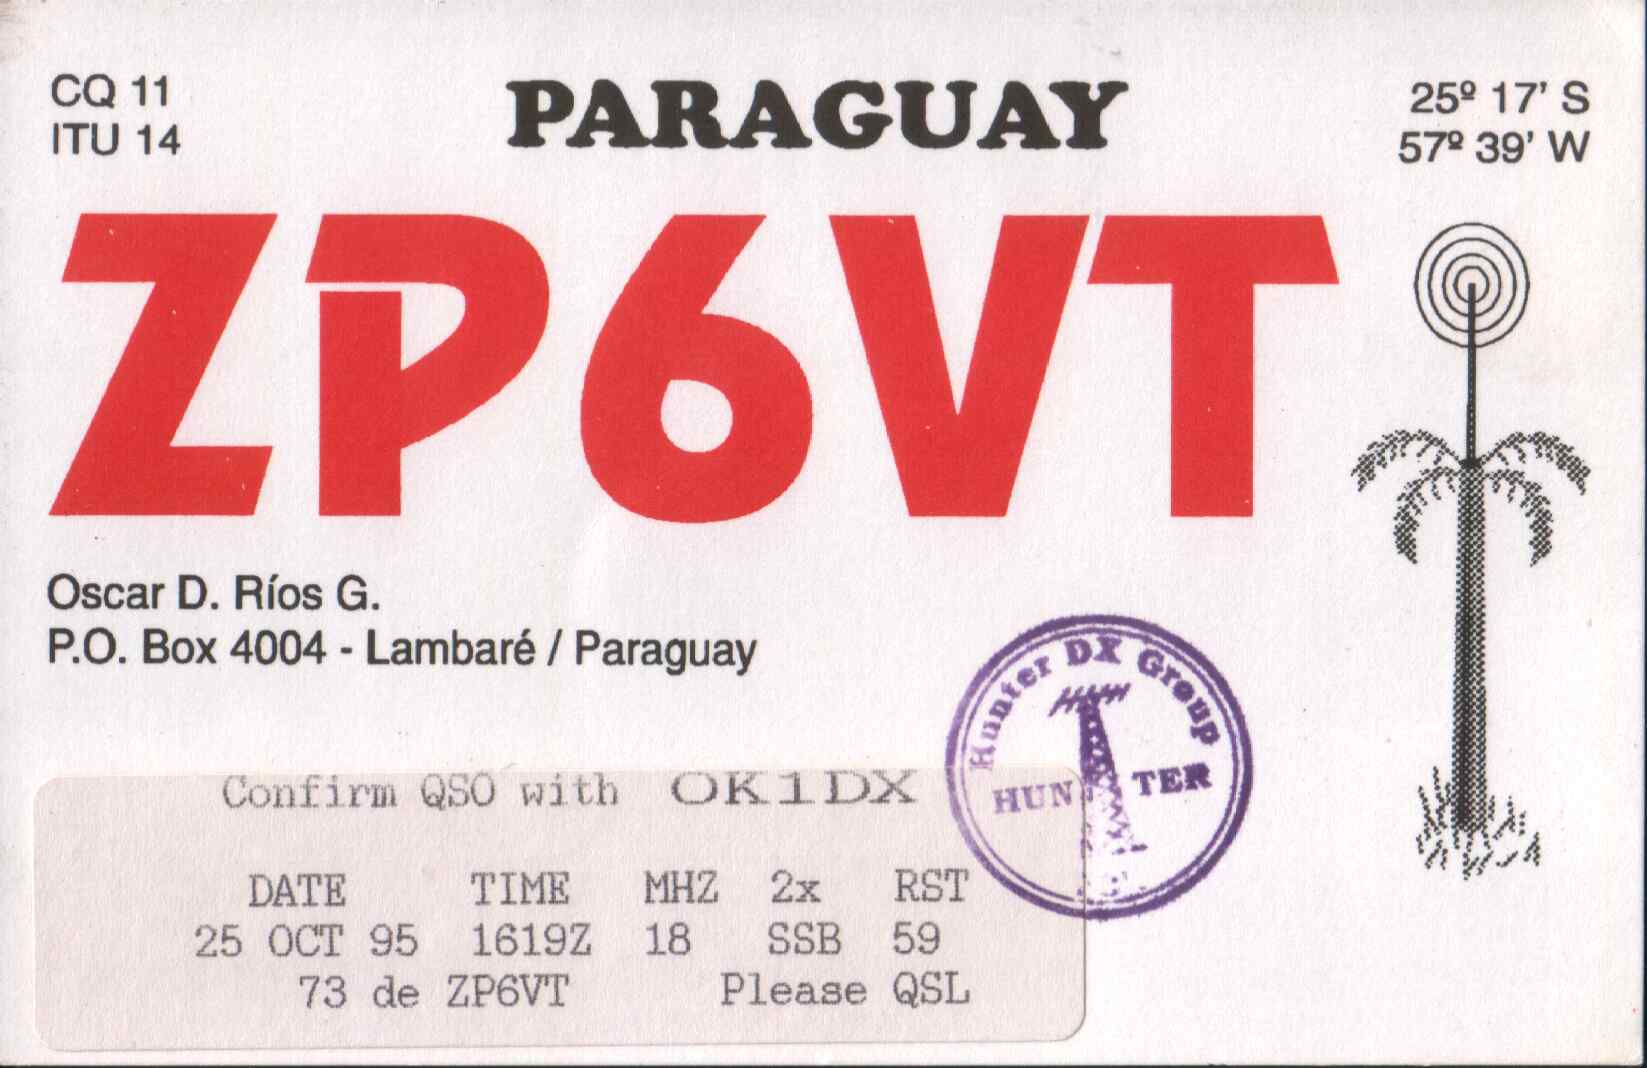 CQ 11
ITU 14
PARAGUAY
25º 17' S
57º 39' W
ZP6VT
Oscar D. Ríos G.
P.O. Box 4004 - Lambaré / Paraguay
Hunter DX Group
HUNTER
Confirm QSO with OK1DX
DATE TIME MHZ 2x RST
25 OCT 95 1619Z 18 SSB 59
73 de ZP6VT Please QSL